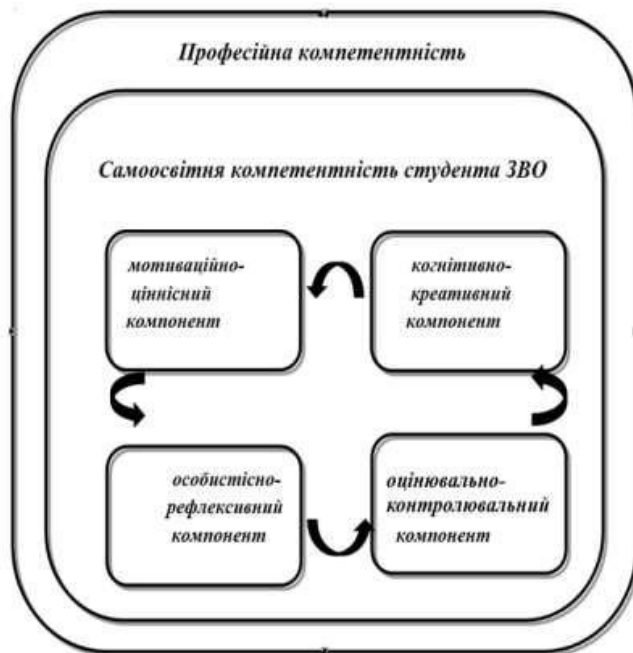 Професійна компетентність
Самоосвітня компетентність студента ЗВО
мотиваційно-
ціннісний
компонент
когнітивно-
креативний
компонент
особистісно-
рефлексивний
компонент
оцінювально-
контролювальний
компонент